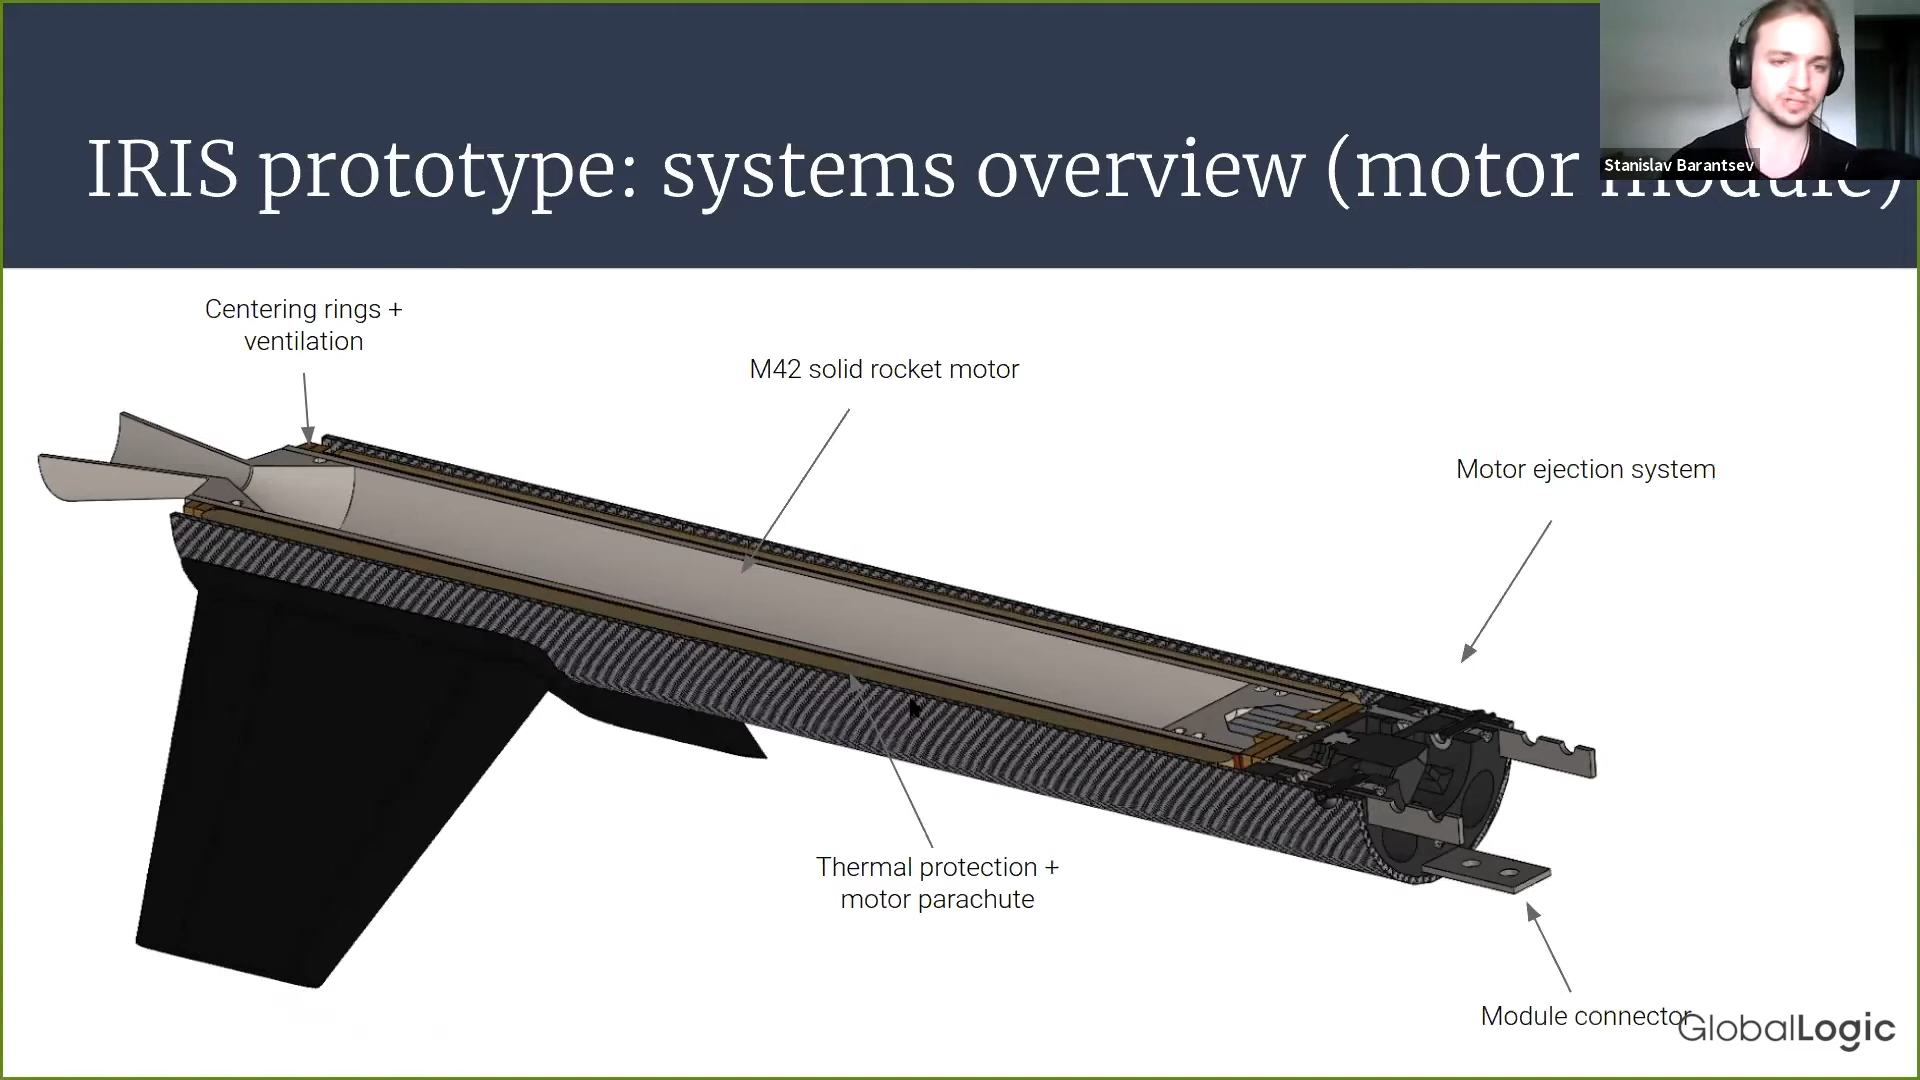 IRIS prototype: systems overview (motor module)
Stanislav Barantsev
Centering rings +
ventilation
M42 solid rocket motor
Motor ejection system
Thermal protection +
motor parachute
Module connector
GlobalLogic